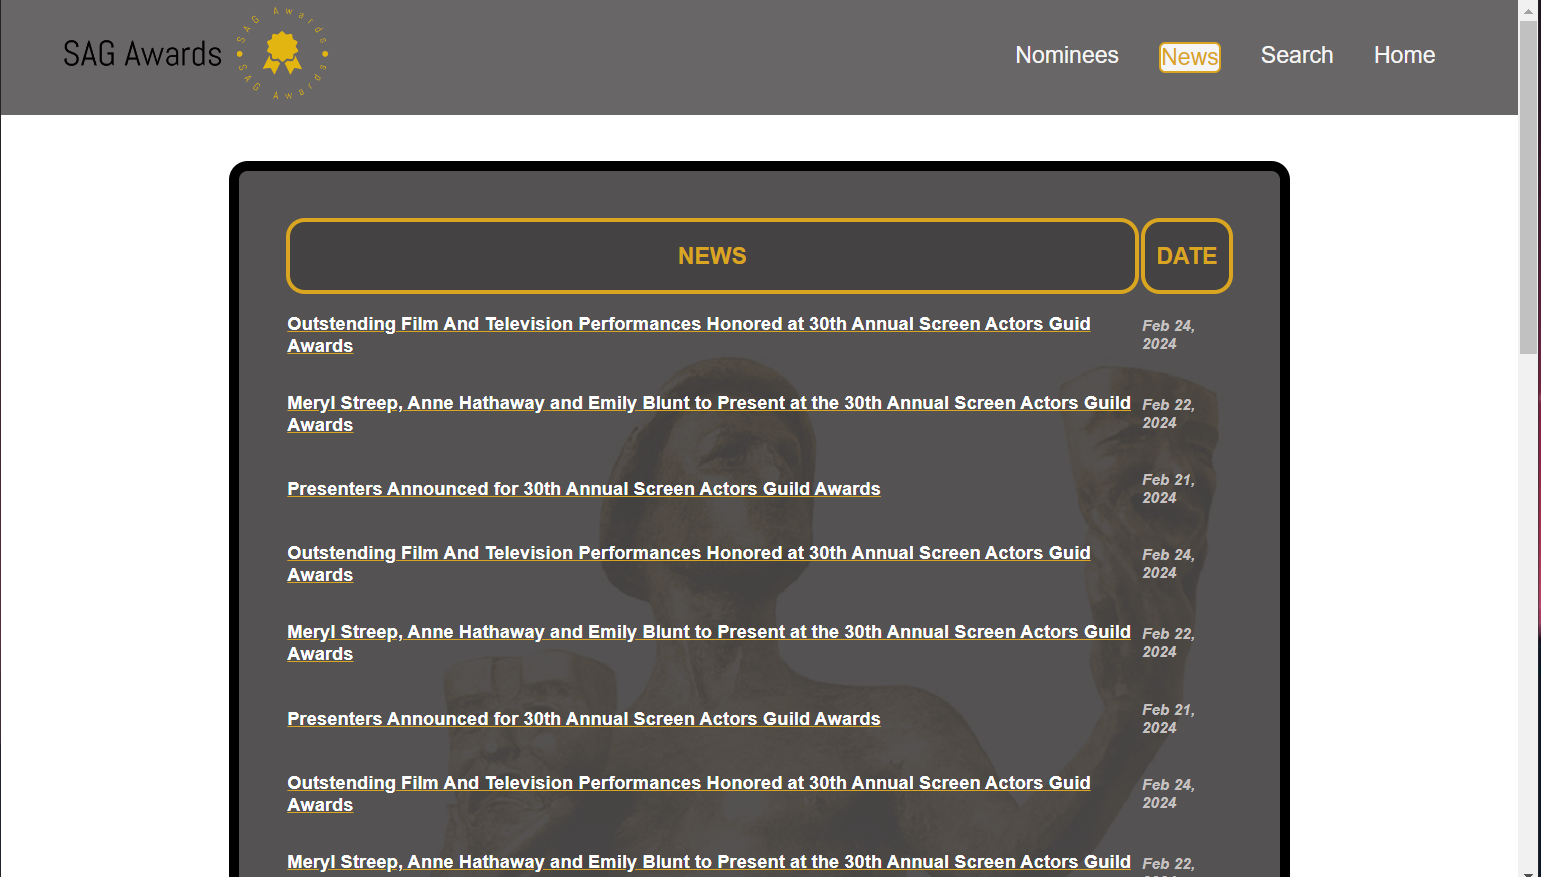 SAG Awards
SAG Awards
SAG Awards
Nominees
News
Search
Home
NEWS
DATE
Outstending Film And Television Performances Honored at 30th Annual Screen Actors Guid
Awards
Feb 24,
2024
Meryl Streep, Anne Hathaway and Emily Blunt to Present at the 30th Annual Screen Actors Guild
Awards
Feb 22,
2024
Presenters Announced for 30th Annual Screen Actors Guild Awards
Feb 21,
2024
Outstending Film And Television Performances Honored at 30th Annual Screen Actors Guid
Awards
Feb 24,
2024
Meryl Streep, Anne Hathaway and Emily Blunt to Present at the 30th Annual Screen Actors Guild
Awards
Feb 22,
2024
Presenters Announced for 30th Annual Screen Actors Guild Awards
Feb 21,
2024
Outstending Film And Television Performances Honored at 30th Annual Screen Actors Guid
Awards
Feb 24,
2024
Meryl Streep, Anne Hathaway and Emily Blunt to Present at the 30th Annual Screen Actors Guild
Feb 22,